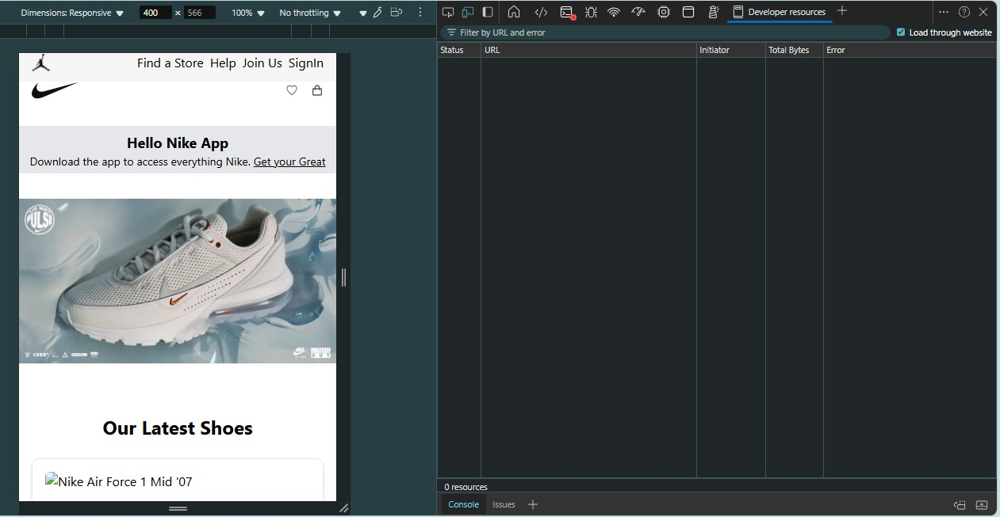 Dimensions: Responsive 400 × 566 100% No throttling
Developer resources
Filter by URL and error
Load through website
Status URL Initiator Total Bytes Error
Find a Store Help Join Us SignIn
Hello Nike App
Download the app to access everything Nike. Get your Great
PULSE
MAXXED
OUT
Our Latest Shoes
Nike Air Force 1 Mid '07
0 resources
Console Issues